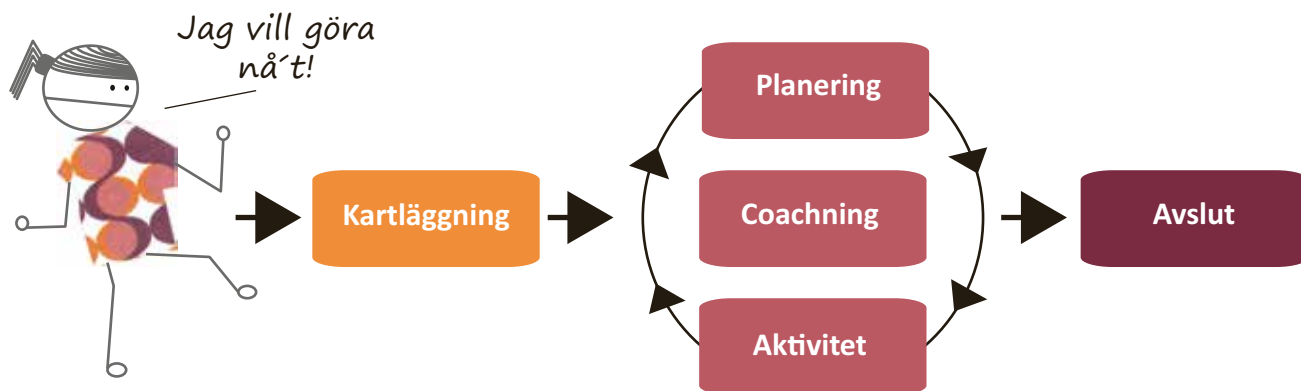 Jag vill göra
nå´t!
Planering
Kartläggning
Coachning
Avslut
Aktivitet